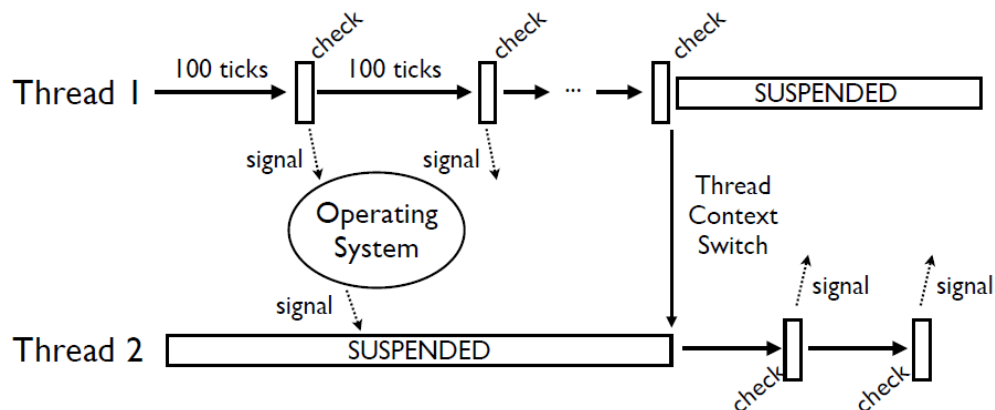 check
check
check
100 ticks
100 ticks
...
Thread 1
SUSPENDED
signal
signal
Operating
System
Thread
Context
Switch
signal
signal
signal
Thread 2
SUSPENDED
check
check